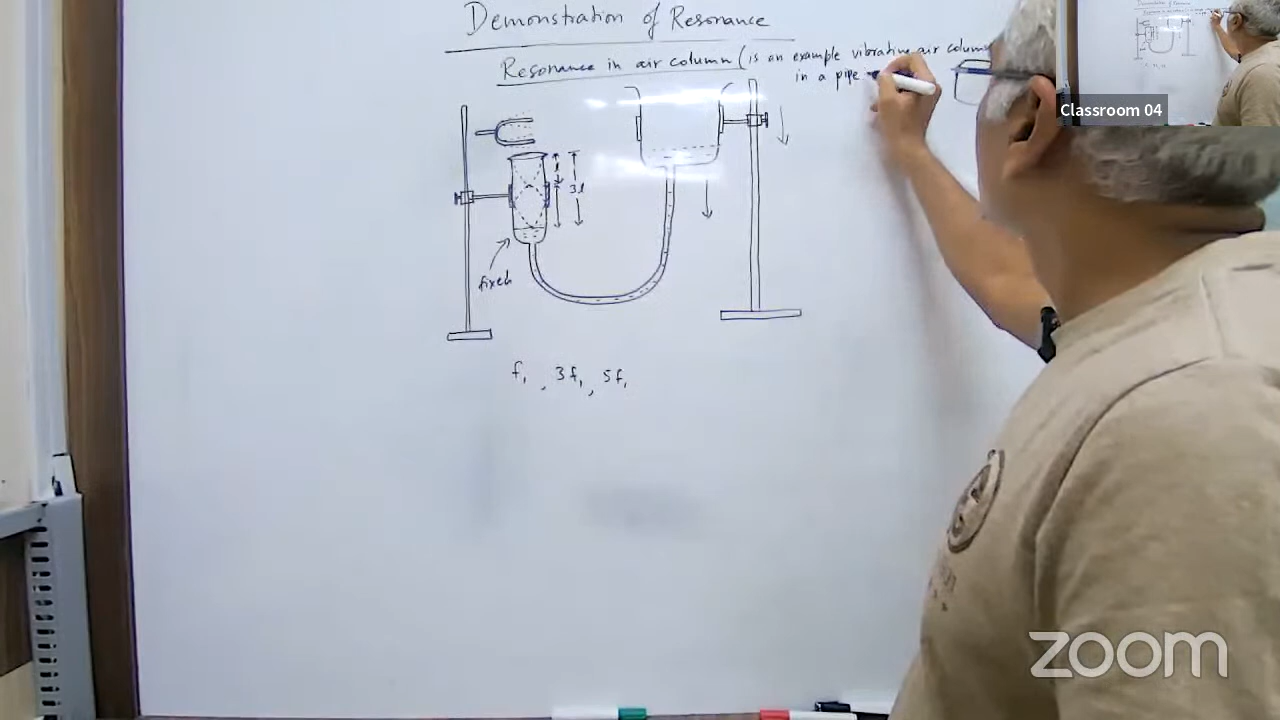 Demonstration of Resonance
Resonance in air column (is an example vibrative air column
in a pipe
l
3l
fixed
f₁ , 3f₁ , 5f₁
Classroom 04
zoom